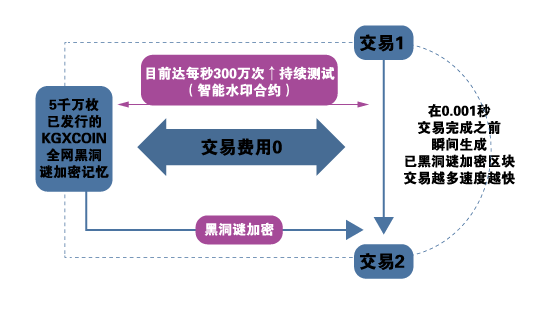 交易1
目前达每秒300万次↑持续测试
（智能水印合约）
5千万枚
已发行的
KGXCOIN
全网黑洞
谜加密记忆
交易费用0
在0.001秒
交易完成之前
瞬间生成
已黑洞谜加密区块
交易越多速度越快
黑洞谜加密
交易2